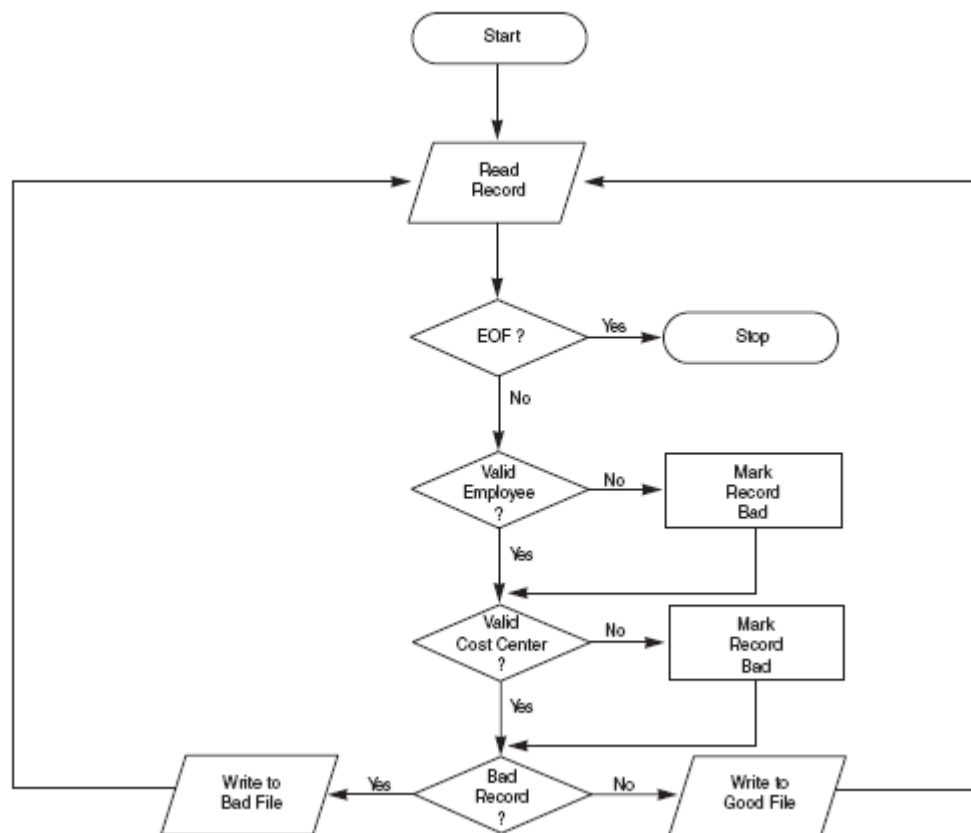 Start
Read
Record
EOF ?
Yes
Stop
No
Valid
Employee
?
No
Mark
Record
Bad
Yes
Valid
Cost Center
?
No
Mark
Record
Bad
Yes
Write to
Bad File
Yes
Bad
Record
?
No
Write to
Good File